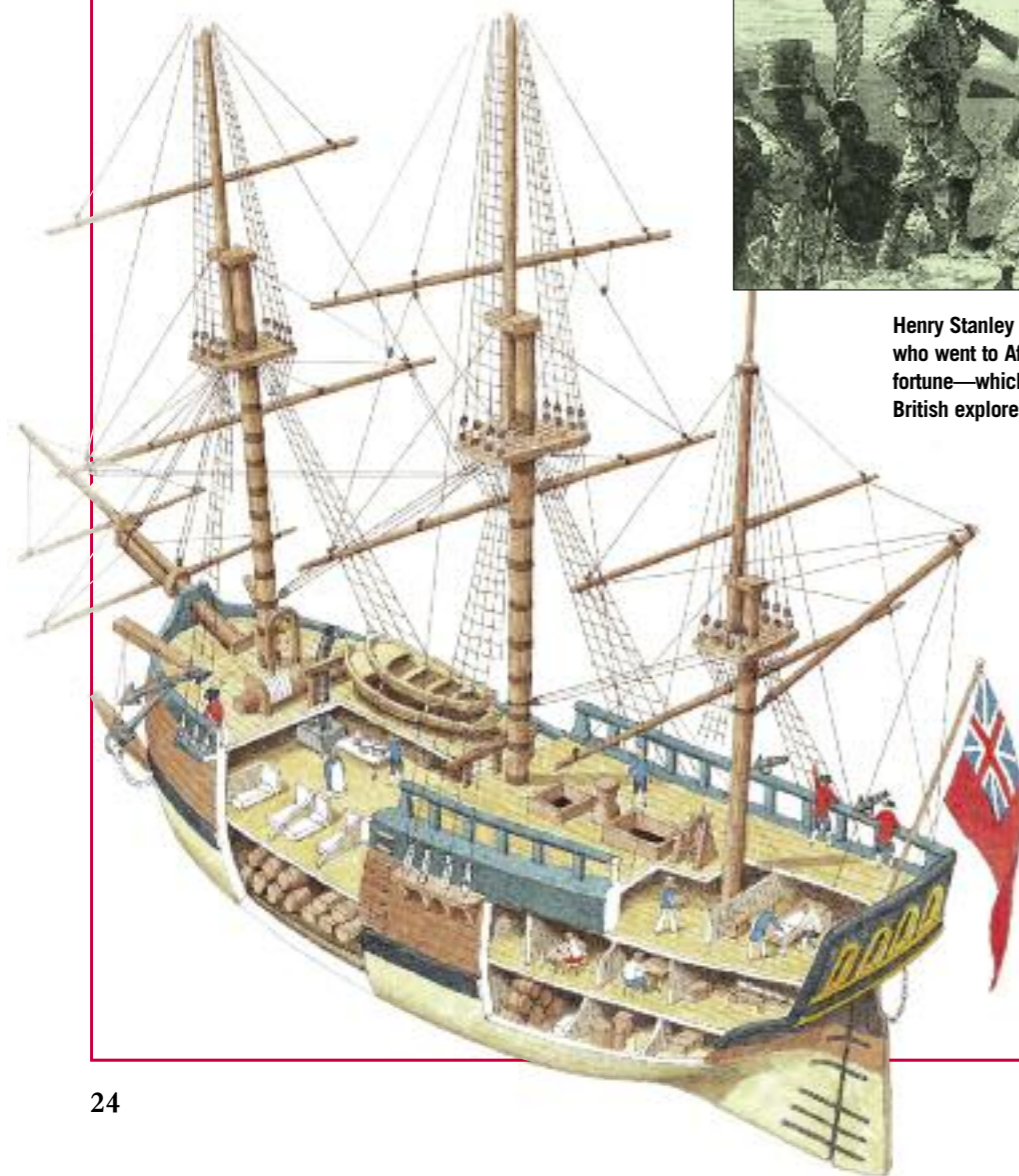 Henry Stanley
who went to Af
fortune—which
British explore
24